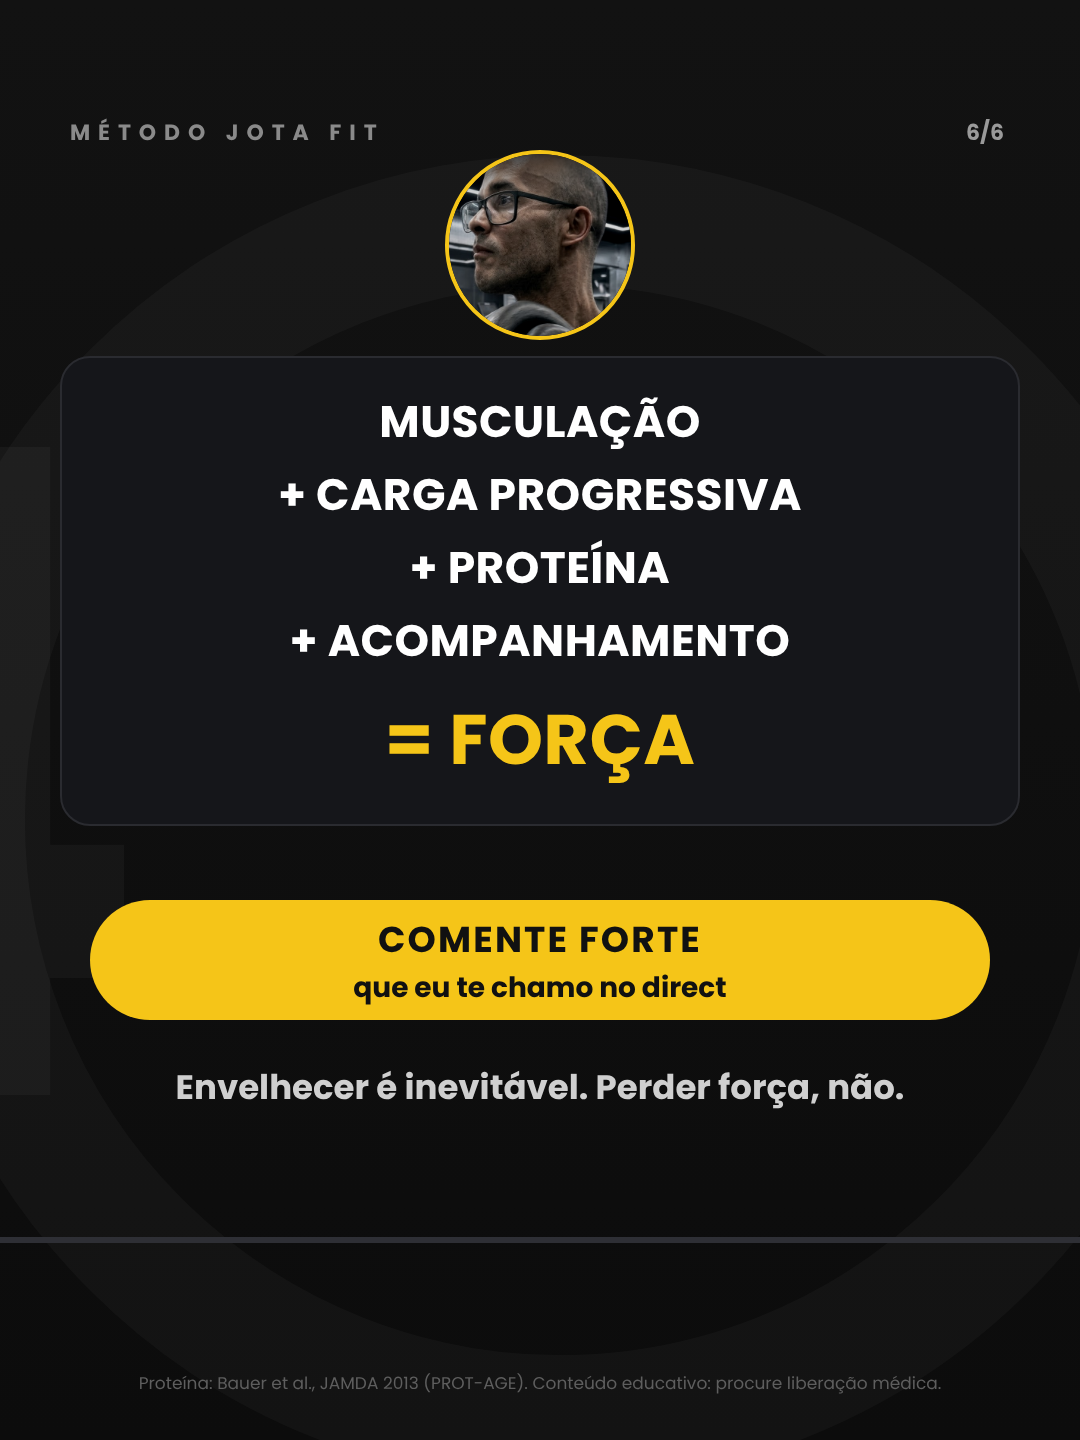 MÉTODO JOTA FIT
6/6
MUSCULAÇÃO
+ CARGA PROGRESSIVA
+ PROTEÍNA
+ ACOMPANHAMENTO
= FORÇA
COMENTE FORTE
que eu te chamo no direct
Envelhecer é inevitável. Perder força, não.
Proteína: Bauer et al., JAMDA 2013 (PROT-AGE). Conteúdo educativo: procure liberação médica.